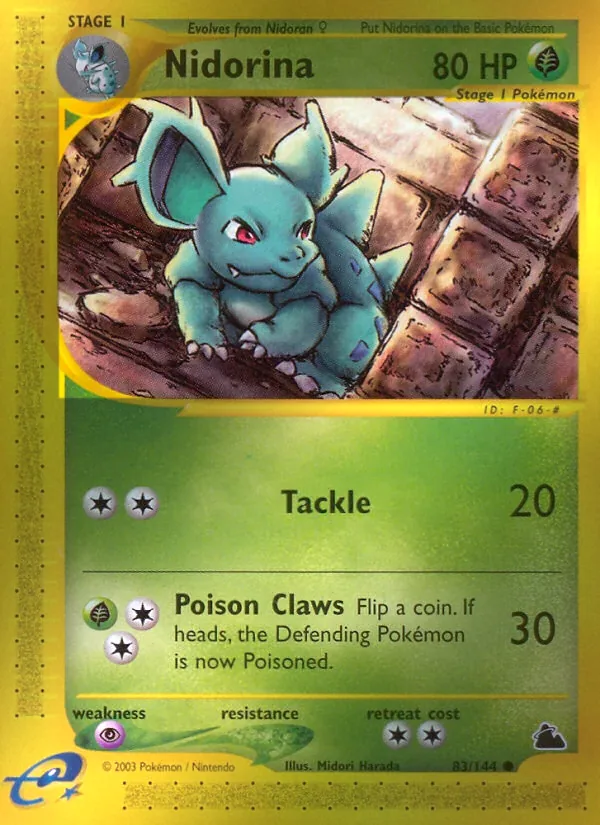 STAGE 1
Evolves from Nidoran ♀
Put Nidorina on the Basic Pokémon
Nidorina
80 HP
Stage 1 Pokémon
ID: F-06-#
Tackle 20
Poison Claws Flip a coin. If
heads, the Defending Pokémon
is now Poisoned.
30
weakness resistance retreat cost
© 2003 Pokémon / Nintendo
Illus. Midori Harada
83/144 ●
e